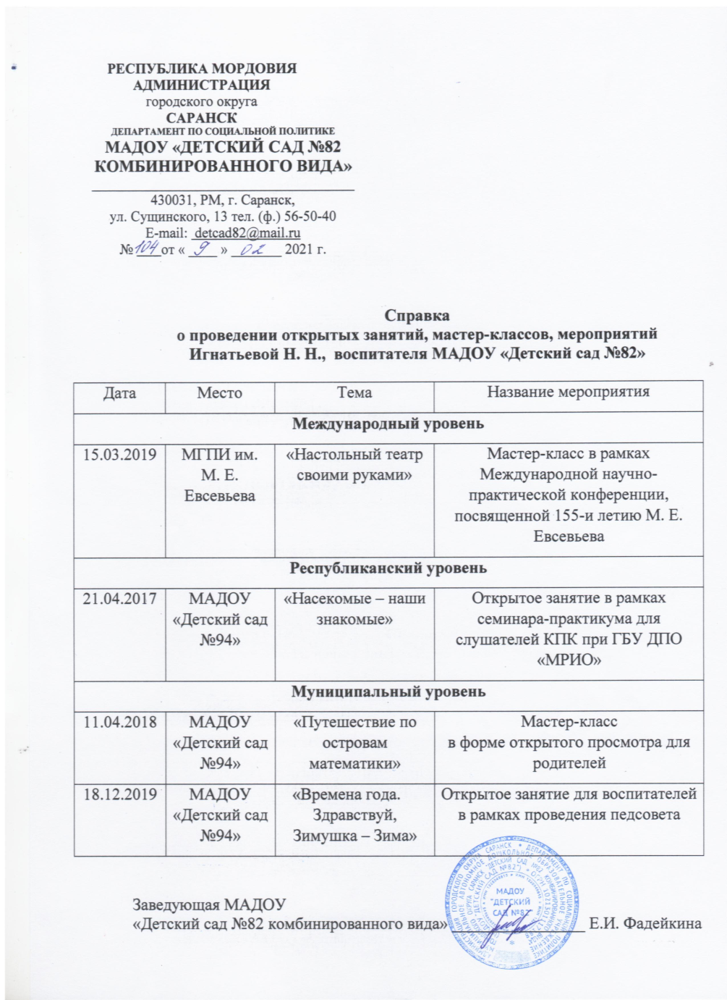 РЕСПУБЛИКА МОРДОВИЯ
АДМИНИСТРАЦИЯ
городского округа
САРАНСК
ДЕПАРТАМЕНТ ПО СОЦИАЛЬНОЙ ПОЛИТИКЕ
МАДОУ «ДЕТСКИЙ САД №82
КОМБИНИРОВАННОГО ВИДА»
430031, РМ, г. Саранск,
ул. Сущинского, 13 тел. (ф.) 56-50-40
E-mail: detcad82@mail.ru
№ 104 от « 9 » 02 2021 г.
Справка
о проведении открытых занятий, мастер-классов, мероприятий
Игнатьевой Н. Н., воспитателя МАДОУ «Детский сад №82»
Дата Место Тема Название мероприятия
Международный уровень
15.03.2019 МГПИ им. «Настольный театр Мастер-класс в рамках
М. Е. своими руками» Международной научно-
Евсевьева практической конференции,
посвященной 155-и летию М. Е.
Евсевьева
Республиканский уровень
21.04.2017 МАДОУ «Насекомые – наши Открытое занятие в рамках
«Детский сад знакомые» семинара-практикума для
№94» слушателей КПК при ГБУ ДПО
«МРИО»
Муниципальный уровень
11.04.2018 МАДОУ «Путешествие по Мастер-класс
«Детский сад островам в форме открытого просмотра для
№94» математики» родителей
18.12.2019 МАДОУ «Времена года. Открытое занятие для воспитателей
«Детский сад Здравствуй, в рамках проведения педсовета
№94» Зимушка – Зима»
МАДОУ
"ДЕТСКИЙ
САД №82"
Заведующая МАДОУ
«Детский сад №82 комбинированного вида» Е.И. Фадейкина